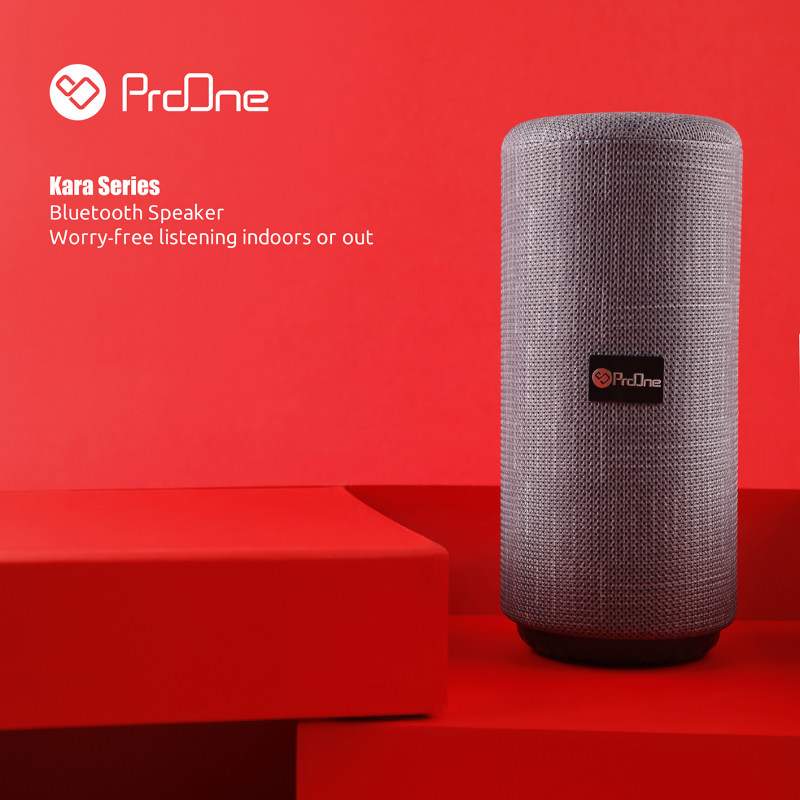 ProOne
Kara Series
Bluetooth Speaker
Worry-free listening indoors or out
ProOne